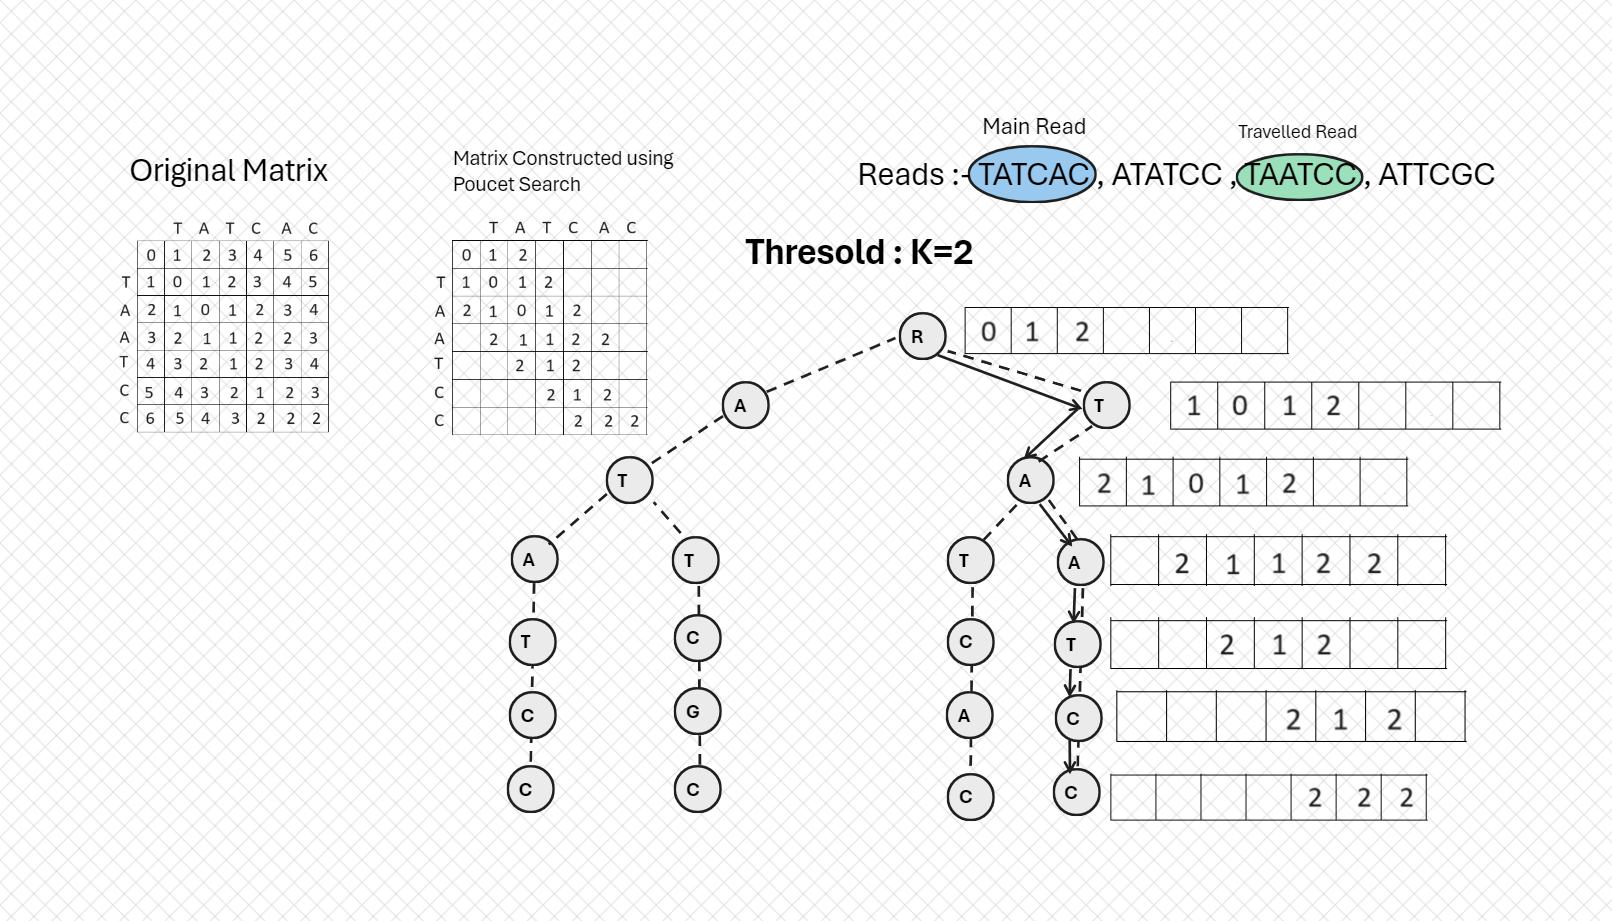 Original Matrix
T A T C A C
0 1 2 3 4 5 6
T 1 0 1 2 3 4 5
A 2 1 0 1 2 3 4
A 3 2 1 1 2 2 3
T 4 3 2 1 2 3 4
C 5 4 3 2 1 2 3
C 6 5 4 3 2 2 2
Matrix Constructed using
Poucet Search
T A T C A C
0 1 2
T 1 0 1 2
A 2 1 0 1 2
A 2 1 1 2 2
T 2 1 2
C 2 1 2
C 2 2 2
Main Read
Travelled Read
Reads :- TATCAC, ATATCC ,TAATCC, ATTCGC
Thresold : K=2
R 0 1 2
A T 1 0 1 2
T A 2 1 0 1 2
A T T A 2 1 1 2 2
T C C T 2 1 2
C G A C 2 1 2
C C C C 2 2 2